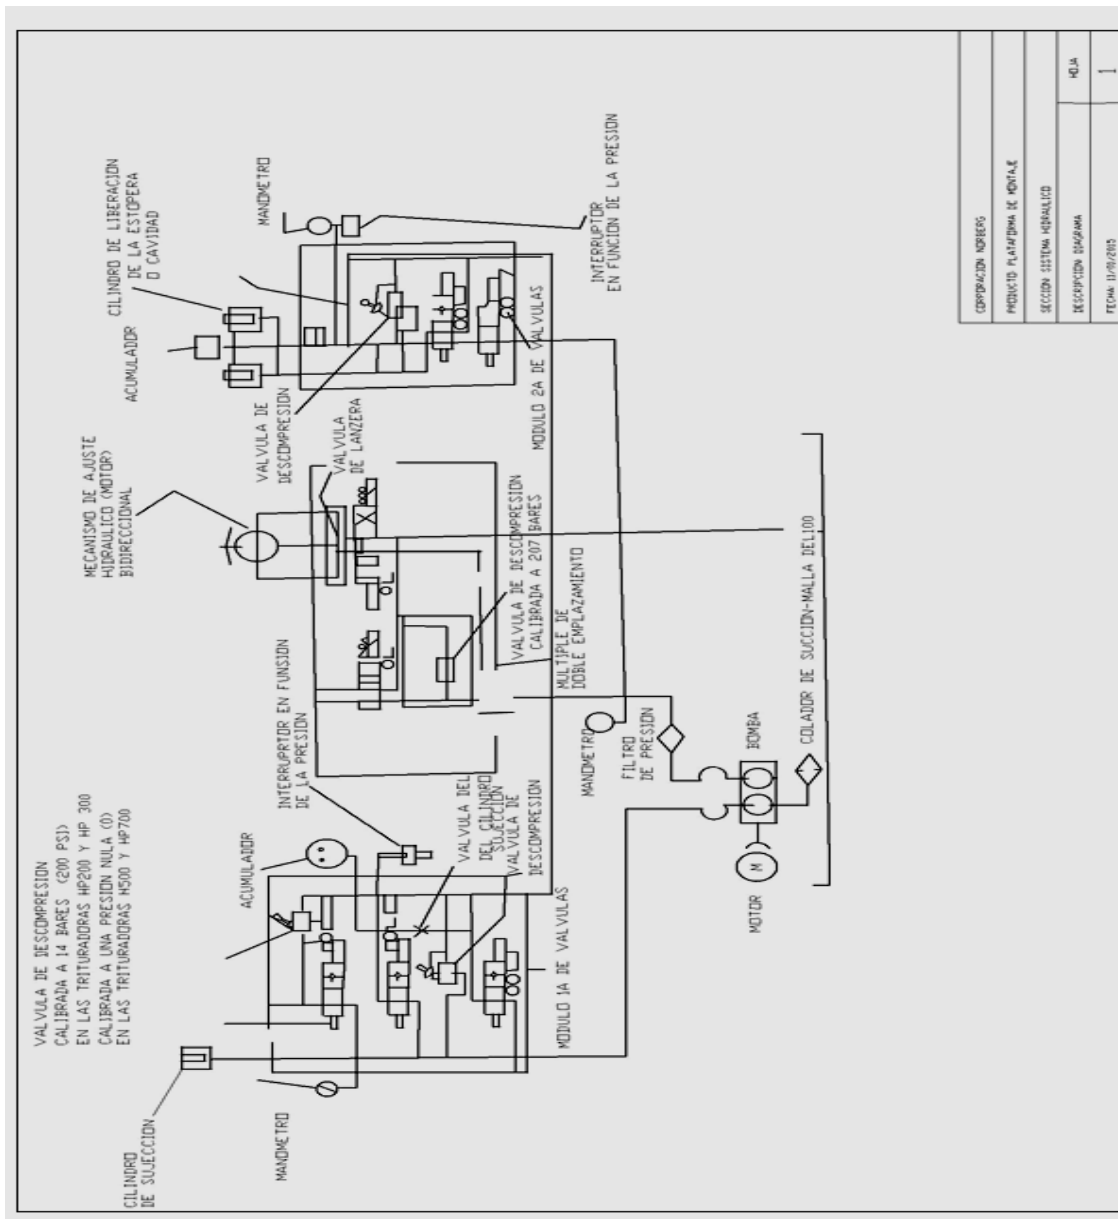 VALVULA DE DESCOMPRESION
CALIBRADA A 14 BARES (200 PSI)
EN LAS TRITURADORAS HP200 Y HP 300
CALIBRADA A UNA PRESION NULA (0)
EN LAS TRITURADORAS H500 Y HP700
CILINDRO
DE SUJECCION
MECANISMO DE AJUSTE
HIDRAULICO (MOTOR)
BIDIRECCIONAL
CILINDRO DE LIBERACION
DE LA ESTOPERA
O CAVIDAD
ACUMULADOR
MANOMETRO
ACUMULADOR
INTERRUPRTOR EN FUNSION
DE LA PRESION
VALVULA DE
DESCOMPRESION
MANOMETRO
VALVULA
DE LANZERA
VALVULA DEL
DEL CILINDRO
SUJECCION
VALVULA DE
DESCOMPRESION
VALVULA DE DESCOMPRESION
CALIBRADA A 207 BARES
MODULO 1A DE VALVULAS
MULTIPLE DE
DOBLE EMPLAZAMIENTO
MODULO 2A DE VALVULAS
INTERRUPTOR
EN FUNCION DE LA PRESION
MANOMETRO
FILTRO
DE PRESION
MOTOR
M
BOMBA
COLADOR DE SUCCION-MALLA DEL100
CORPORACION NORBERG
PRODUCTO: PLATAFORMA DE MONTAJE
SECCION: SISTEMA HIDRAULICO
DESCRIPCION: DIAGRAMA
HOJA
FECHA:
1